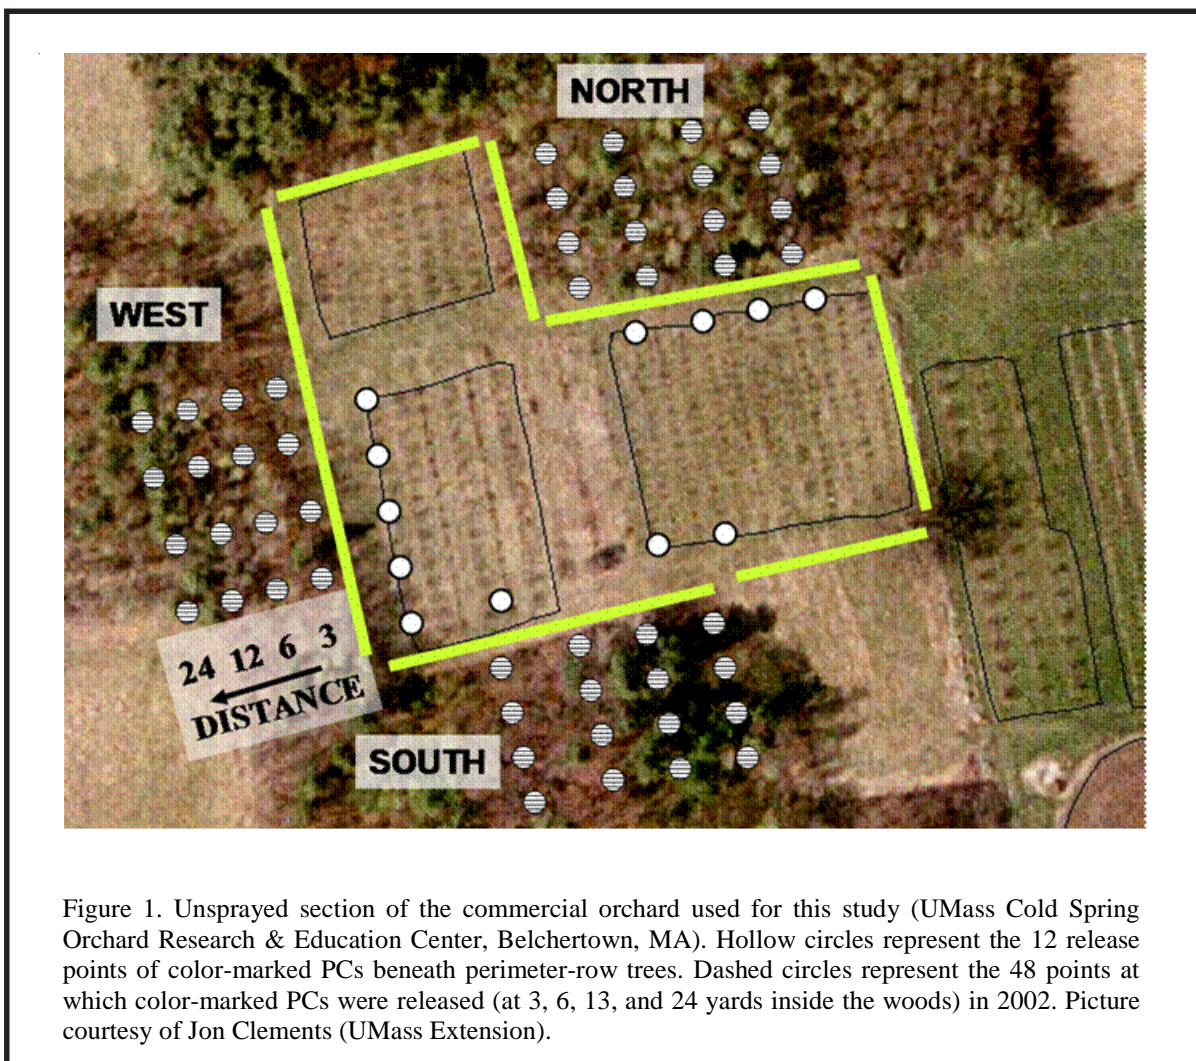 NORTH
WEST
24 12 6 3
DISTANCE
SOUTH
Figure 1. Unsprayed section of the commercial orchard used for this study (UMass Cold Spring
Orchard Research & Education Center, Belchertown, MA). Hollow circles represent the 12 release
points of color-marked PCs beneath perimeter-row trees. Dashed circles represent the 48 points at
which color-marked PCs were released (at 3, 6, 13, and 24 yards inside the woods) in 2002. Picture
courtesy of Jon Clements (UMass Extension).